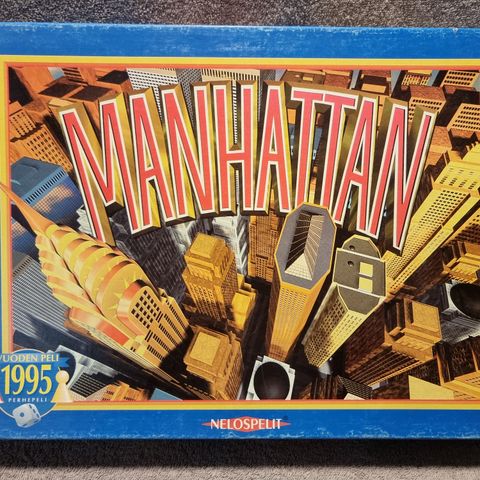 MANHATTAN
VUODEN PELI
1995
PERHEPELI
NELOSPELIT